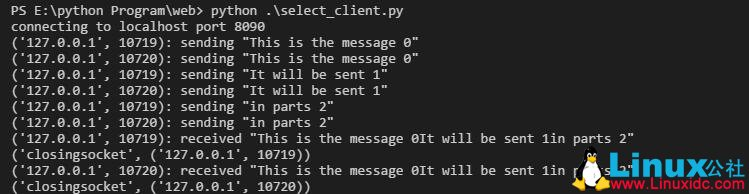 PS E:\python Program\web> python .\select_client.py
connecting to localhost port 8090
('127.0.0.1', 10719): sending "This is the message 0"
('127.0.0.1', 10720): sending "This is the message 0"
('127.0.0.1', 10719): sending "It will be sent 1"
('127.0.0.1', 10720): sending "It will be sent 1"
('127.0.0.1', 10719): sending "in parts 2"
('127.0.0.1', 10720): sending "in parts 2"
('127.0.0.1', 10719): received "This is the message 0It will be sent 1in parts 2"
('closingsocket', ('127.0.0.1', 10719))
('127.0.0.1', 10720): received "This is the message 0It will be sent 1in p s 2"
('closingsocket', ('127.0.0.1', 10720))
Linux公社
www.Linuxidc.com